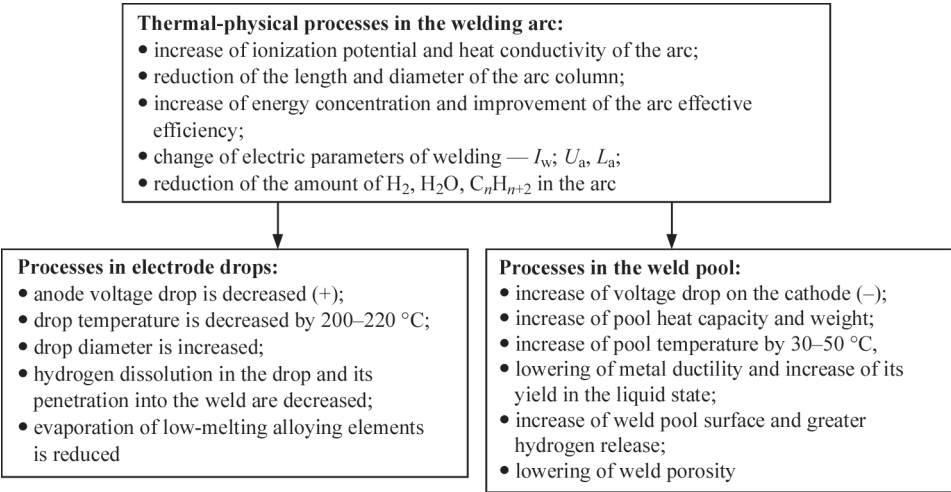 Thermal-physical processes in the welding arc:
● increase of ionization potential and heat conductivity of the arc;
● reduction of the length and diameter of the arc column;
● increase of energy concentration and improvement of the arc effective
efficiency;
● change of electric parameters of welding — Iw; Ua, La;
● reduction of the amount of H2, H2O, CnHn+2 in the arc
Processes in electrode drops:
● anode voltage drop is decreased (+);
● drop temperature is decreased by 200–220 °C;
● drop diameter is increased;
● hydrogen dissolution in the drop and its
penetration into the weld are decreased;
● evaporation of low-melting alloying elements
is reduced
Processes in the weld pool:
● increase of voltage drop on the cathode (–);
● increase of pool heat capacity and weight;
● increase of pool temperature by 30–50 °C,
● lowering of metal ductility and increase of its
yield in the liquid state;
● increase of weld pool surface and greater
hydrogen release;
● lowering of weld porosity